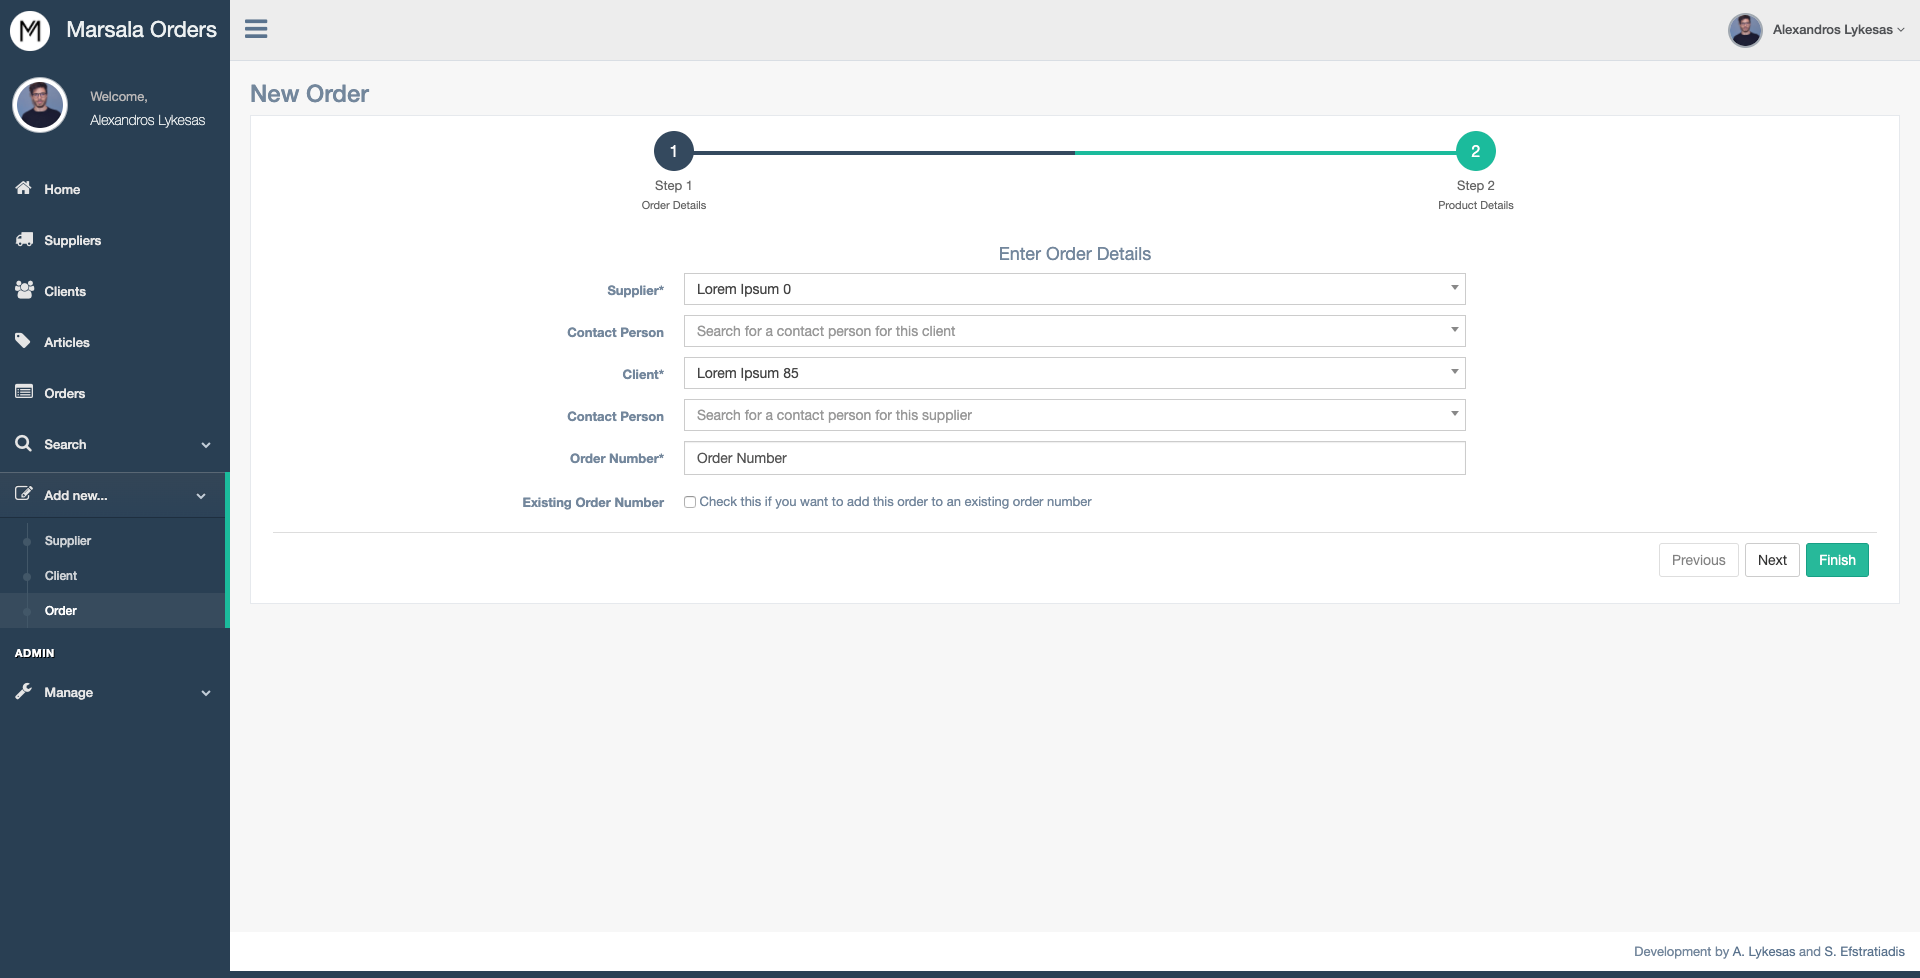 Marsala Orders
Welcome,
Alexandros Lykesas
Home
Suppliers
Clients
Articles
Orders
Search
Add new...
Supplier
Client
Order
ADMIN
Manage
Alexandros Lykesas
New Order
1
2
Step 1
Step 2
Order Details
Product Details
Enter Order Details
Supplier* Lorem Ipsum 0
Contact Person Search for a contact person for this client
Client* Lorem Ipsum 85
Contact Person Search for a contact person for this supplier
Order Number* Order Number
Existing Order Number Check this if you want to add this order to an existing order number
Previous Next Finish
Development by A. Lykesas and S. Efstratiadis